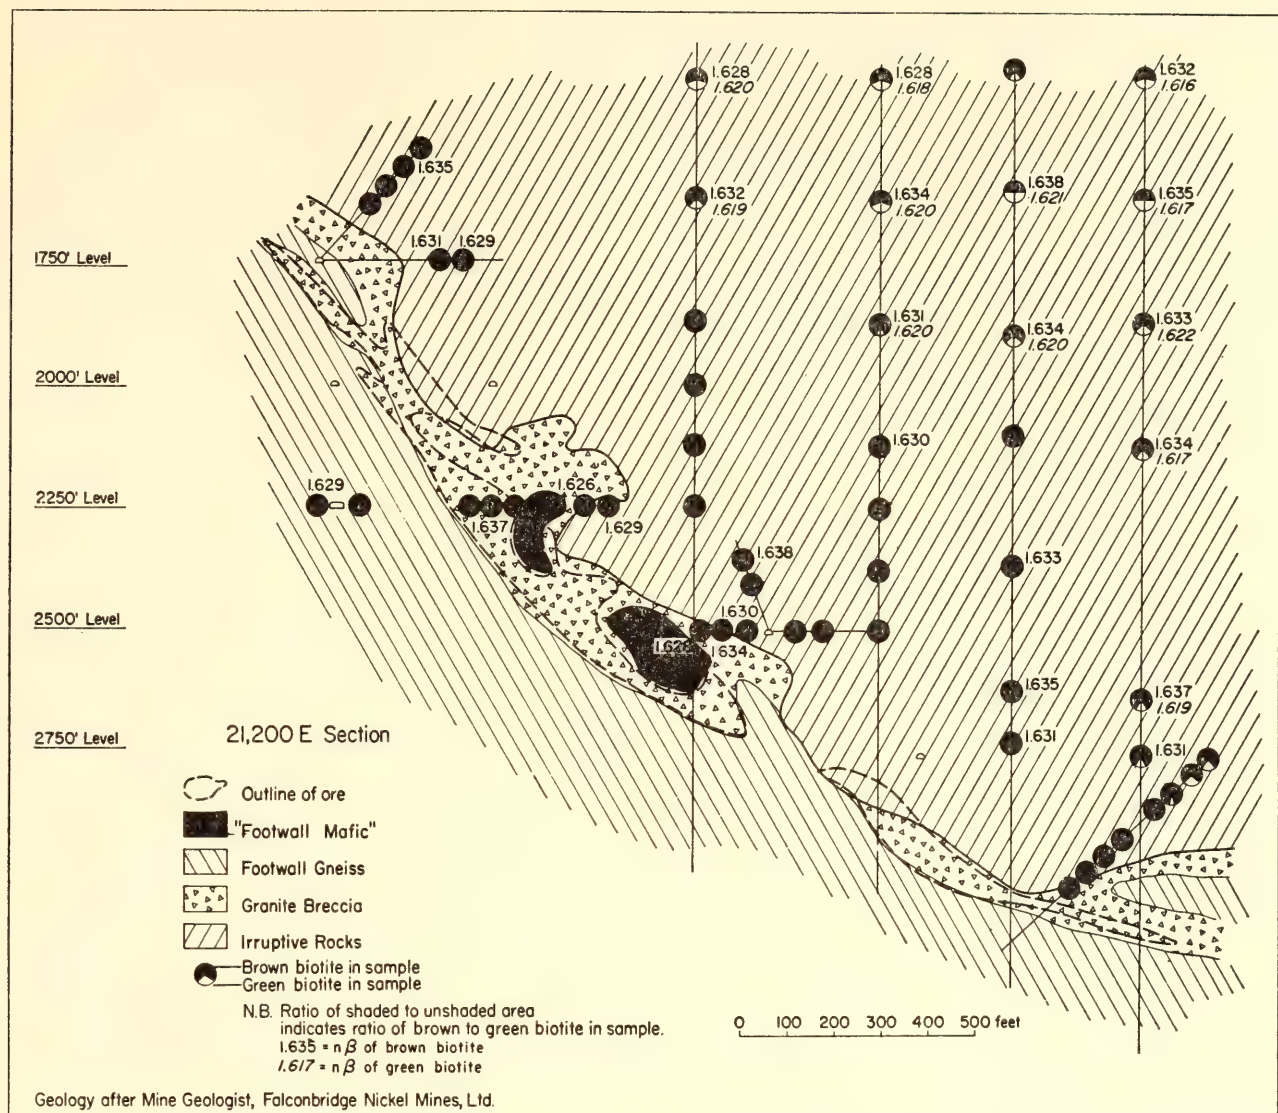 1.628
1.620
1.628
1.618
1.632
1.616
1.635
1.632
1.619
1.634
1.620
1.638
1.621
1.635
1.617
1.631 1.629
1750' Level
1.631
1.620
1.634
1.620
1.633
1.622
2000' Level
1.630
1.634
1.617
1.629
1.626
2250' Level
1.637
1.629
1.638
1.633
1.630
2500' Level
1.628
1.634
1.635
1.637
1.619
1.631
1.631
2750' Level
21,200 E Section
Outline of ore
"Footwall Mafic"
Footwall Gneiss
Granite Breccia
Irruptive Rocks
Brown biotite in sample
Green biotite in sample
N.B. Ratio of shaded to unshaded area
indicates ratio of brown to green biotite in sample.
1.635 = nβ of brown biotite
1.617 = nβ of green biotite
0 100 200 300 400 500 feet
Geology after Mine Geologist, Falconbridge Nickel Mines, Ltd.